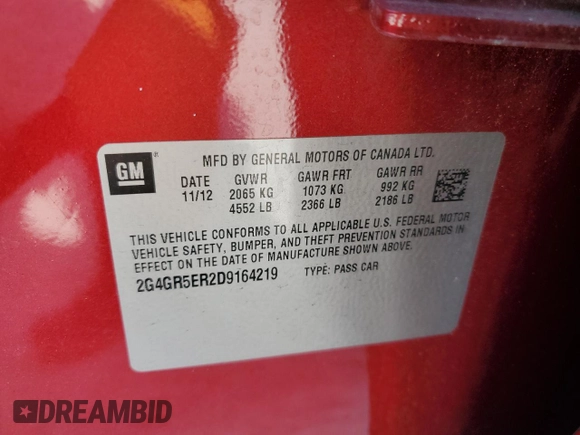 GM
MFD BY GENERAL MOTORS OF CANADA LTD.
DATE GVWR GAWR FRT GAWR RR
11/12 2065 KG 1073 KG 992 KG
4552 LB 2366 LB 2186 LB
THIS VEHICLE CONFORMS TO ALL APPLICABLE U.S. FEDERAL MOTOR
VEHICLE SAFETY, BUMPER, AND THEFT PREVENTION STANDARDS IN
EFFECT ON THE DATE OF MANUFACTURE SHOWN ABOVE.
2G4GR5ER2D9164219 TYPE: PASS CAR
DREAMBID